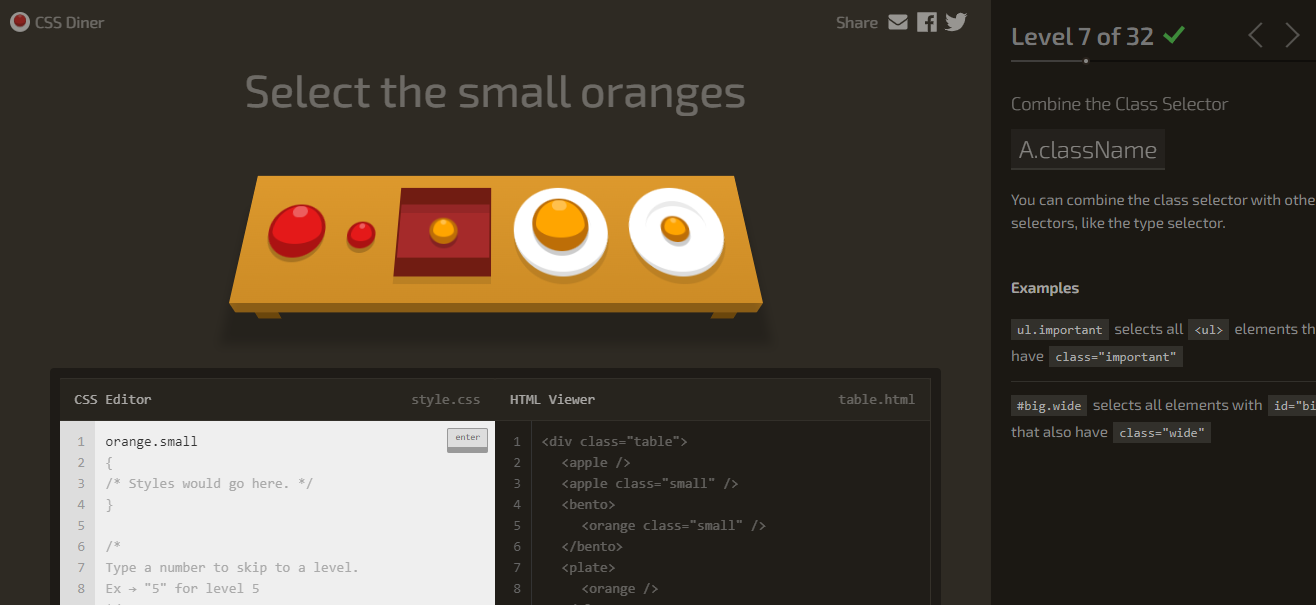 CSS Diner
Share
Select the small oranges
CSS Editor style.css
1 orange.small enter
2 {
3 /* Styles would go here. */
4 }
5
6 /*
7 Type a number to skip to a level.
8 Ex → "5" for level 5
HTML Viewer table.html
1 <div class="table">
2 <apple />
3 <apple class="small" />
4 <bento>
5 <orange class="small" />
6 </bento>
7 <plate>
8 <orange />
Level 7 of 32
Combine the Class Selector
A.className
You can combine the class selector with othe
selectors, like the type selector.
Examples
ul.important selects all <ul> elements th
have class="important"
#big.wide selects all elements with id="bi
that also have class="wide"